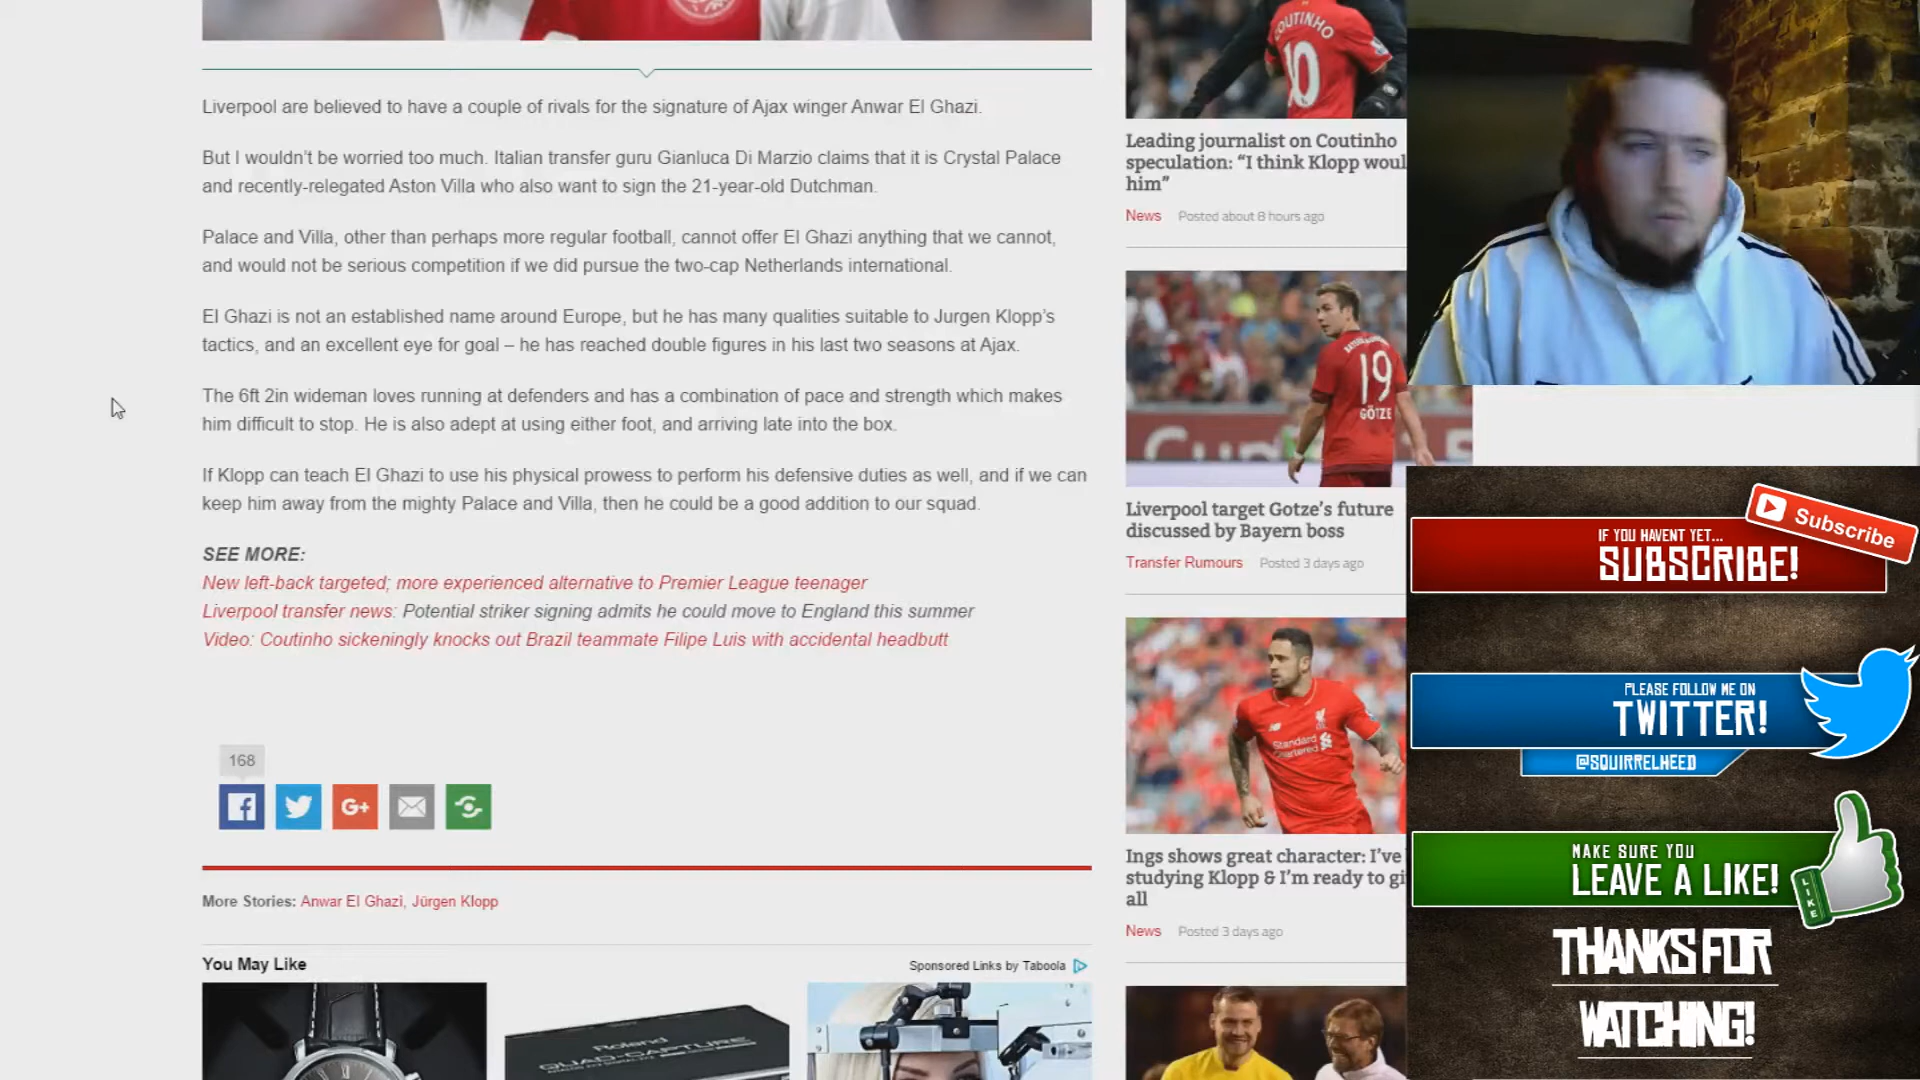 Liverpool are believed to have a couple of rivals for the signature of Ajax winger Anwar El Ghazi.
But I wouldn't be worried too much. Italian transfer guru Gianluca Di Marzio claims that it is Crystal Palace
and recently-relegated Aston Villa who also want to sign the 21-year-old Dutchman.
Palace and Villa, other than perhaps more regular football, cannot offer El Ghazi anything that we cannot,
and would not be serious competition if we did pursue the two-cap Netherlands international.
El Ghazi is not an established name around Europe, but he has many qualities suitable to Jurgen Klopp's
tactics, and an excellent eye for goal – he has reached double figures in his last two seasons at Ajax.
The 6ft 2in wideman loves running at defenders and has a combination of pace and strength which makes
him difficult to stop. He is also adept at using either foot, and arriving late into the box.
If Klopp can teach El Ghazi to use his physical prowess to perform his defensive duties as well, and if we can
keep him away from the mighty Palace and Villa, then he could be a good addition to our squad.
SEE MORE:
New left-back targeted; more experienced alternative to Premier League teenager
Liverpool transfer news: Potential striker signing admits he could move to England this summer
Video: Coutinho sickeningly knocks out Brazil teammate Filipe Luis with accidental headbutt
168
G+
More Stories: Anwar El Ghazi, Jürgen Klopp
You May Like
Sponsored Links by Taboola
Roland
QUAD-CAPTURE
COUTINHO
10
Leading journalist on Coutinho
speculation: “I think Klopp woul
him”
News Posted about 8 hours ago
19
GÖTZE
Liverpool target Gotze's future
discussed by Bayern boss
Transfer Rumours Posted 3 days ago
Standard
Chartered
Ings shows great character: I've
studying Klopp & I'm ready to gi
all
News Posted 3 days ago
Subscribe
IF YOU HAVENT YET...
SUBSCRIBE!
PLEASE FOLLOW ME ON
TWITTER!
@SQUIRRELHEED
MAKE SURE YOU
LEAVE A LIKE!
LIKE
THANKS FOR
WATCHING!